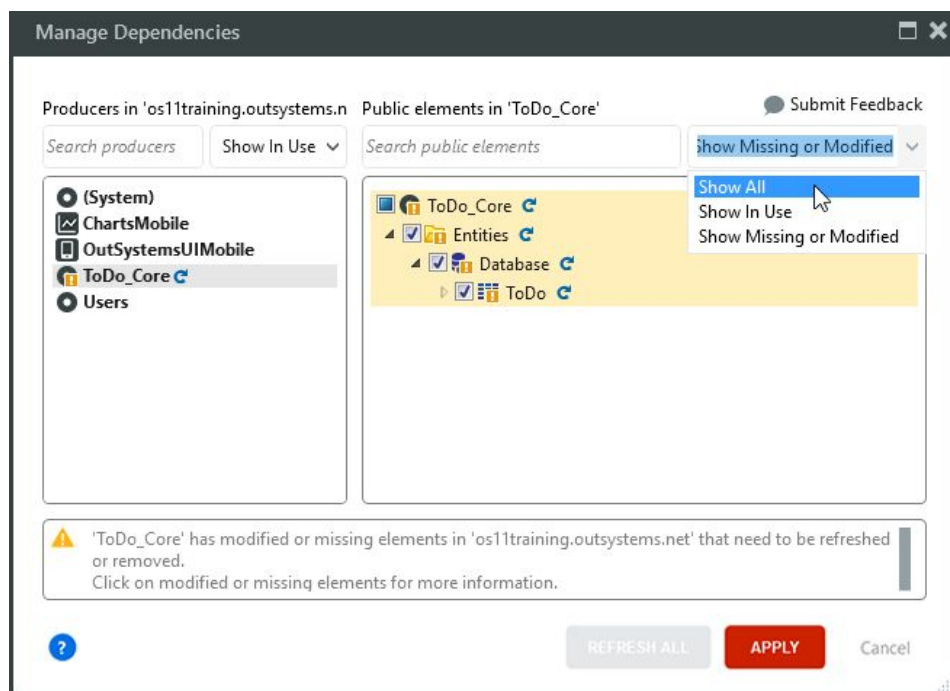 Manage Dependencies
Producers in 'os11training.outsystems.n
Public elements in 'ToDo_Core'
Submit Feedback
Search producers
Show In Use
Search public elements
Show Missing or Modified
Show All
Show In Use
Show Missing or Modified
(System)
ChartsMobile
OutSystemsUIMobile
ToDo_Core
Users
ToDo_Core
Entities
Database
ToDo
'ToDo_Core' has modified or missing elements in 'os11training.outsystems.net' that need to be refreshed
or removed.
Click on modified or missing elements for more information.
?
REFRESH ALL
APPLY
Cancel